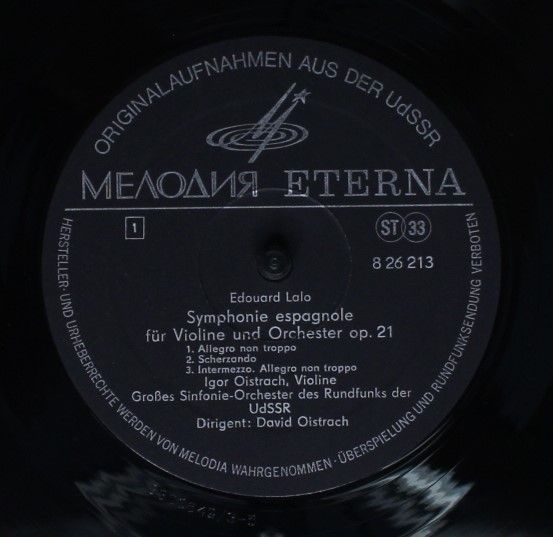 ORIGINALAUFNAHMEN AUS DER UdSSR
МЕЛОДИЯ ETERNA
1
ST 33
8 26 213
Edouard Lalo
Symphonie espagnole
für Violine und Orchester op. 21
1. Allegro non troppo
2. Scherzando
3. Intermezzo. Allegro non troppo
Igor Oistrach, Violine
Großes Sinfonie-Orchester des Rundfunks der
UdSSR
Dirigent: David Oistrach
HERSTELLER- UND URHEBERRECHTE WERDEN VON MELODIA WAHRGENOMMEN · ÜBERSPIELUNG UND RUNDFUNKSENDUNG VERBOTEN